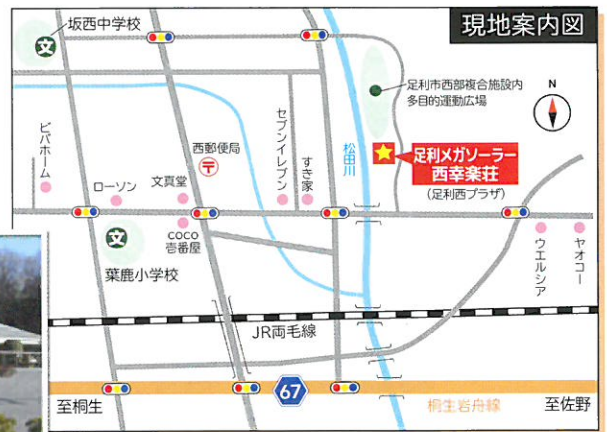 現地案内図
坂西中学校
文
足利市西部複合施設内
多目的運動広場
N
ビバホーム
西郵便局
セブンイレブン
すき家
松田川
足利メガソーラー
西幸楽荘
(足利西プラザ)
ローソン
文真堂
文
COCO
壱番屋
葉鹿小学校
ウエルシア
ヤオコー
JR両毛線
67
至桐生
桐生岩舟線
至佐野